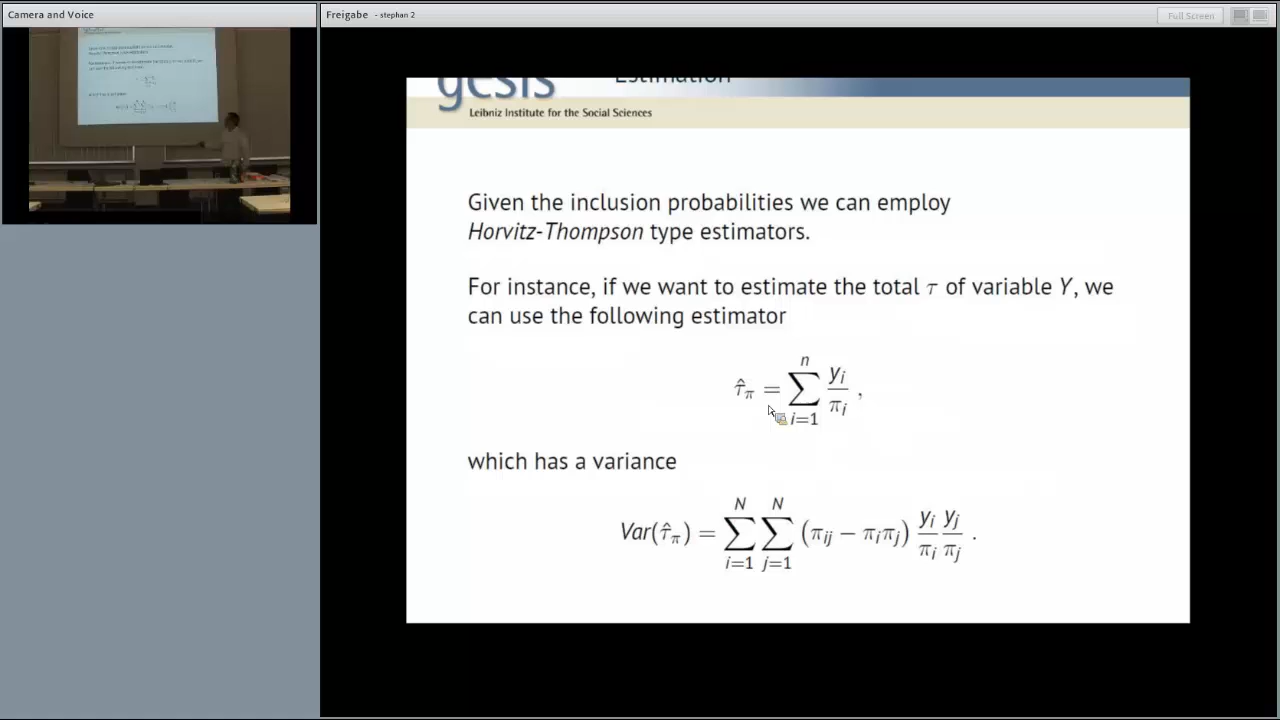 Camera and Voice
Freigabe - stephan 2
Full Screen
gesis
Estimation
Leibniz Institute for the Social Sciences
Given the inclusion probabilities we can employ
Horvitz-Thompson type estimators.
For instance, if we want to estimate the total τ of variable Y, we
can use the following estimator
τ̂_π = ∑_{i=1}^{n} y_i/π_i ,
which has a variance
Var(τ̂_π) = ∑_{i=1}^{N} ∑_{j=1}^{N} (π_{ij} − π_iπ_j) y_i/π_i y_j/π_j .